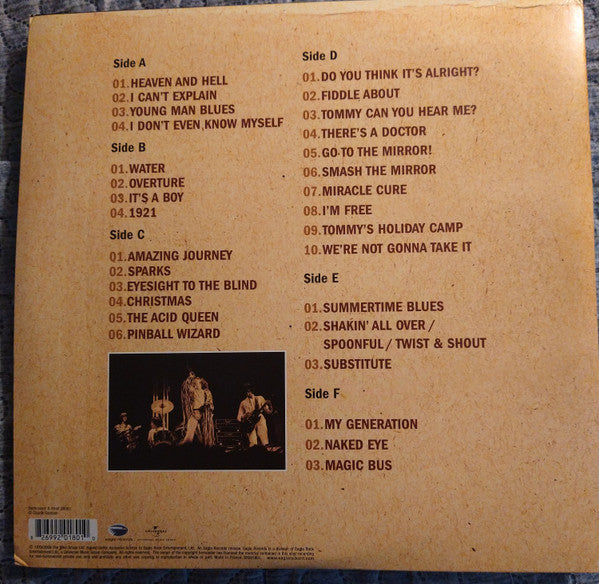 Side A
01.HEAVEN AND HELL
02.I CAN'T EXPLAIN
03.YOUNG MAN BLUES
04.I DON'T EVEN KNOW MYSELF
Side B
01.WATER
02.OVERTURE
03.IT'S A BOY
04.1921
Side C
01.AMAZING JOURNEY
02.SPARKS
03.EYESIGHT TO THE BLIND
04.CHRISTMAS
05.THE ACID QUEEN
06.PINBALL WIZARD
Side D
01.DO YOU THINK IT'S ALRIGHT?
02.FIDDLE ABOUT
03.TOMMY CAN YOU HEAR ME?
04.THERE'S A DOCTOR
05.GO TO THE MIRROR!
06.SMASH THE MIRROR
07.MIRACLE CURE
08.I'M FREE
09.TOMMY'S HOLIDAY CAMP
10.WE'RE NOT GONNA TAKE IT
Side E
01.SUMMERTIME BLUES
02.SHAKIN' ALL OVER /
SPOONFUL / TWIST & SHOUT
03.SUBSTITUTE
Side F
01.MY GENERATION
02.NAKED EYE
03.MAGIC BUS
8 26992 01801 0